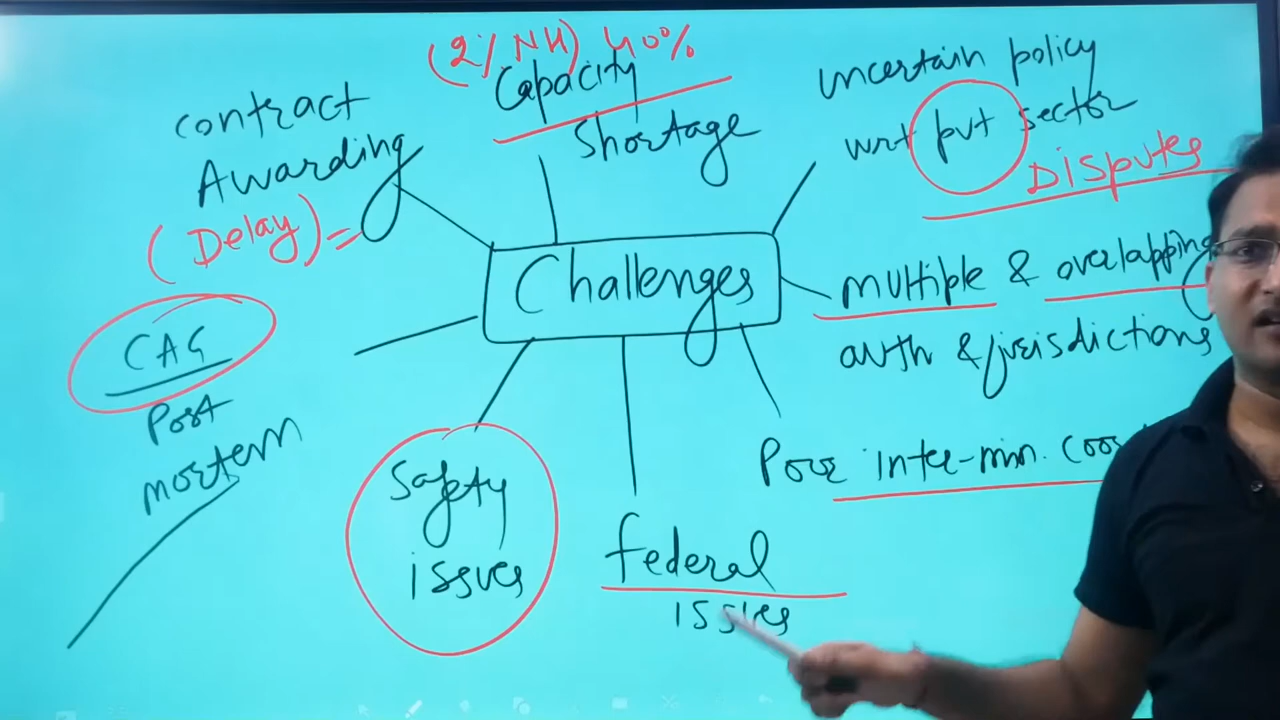 (2% NH) 40%
Capacity
Shortage
uncertain policy
wrt pvt sector
Disputes
contract
Awarding
(Delay) =
Challenges
multiple & overlapping
auth & jurisdictions
CAG
Post
mortem
Poor inter-min.
Safety
issues
federal
issues